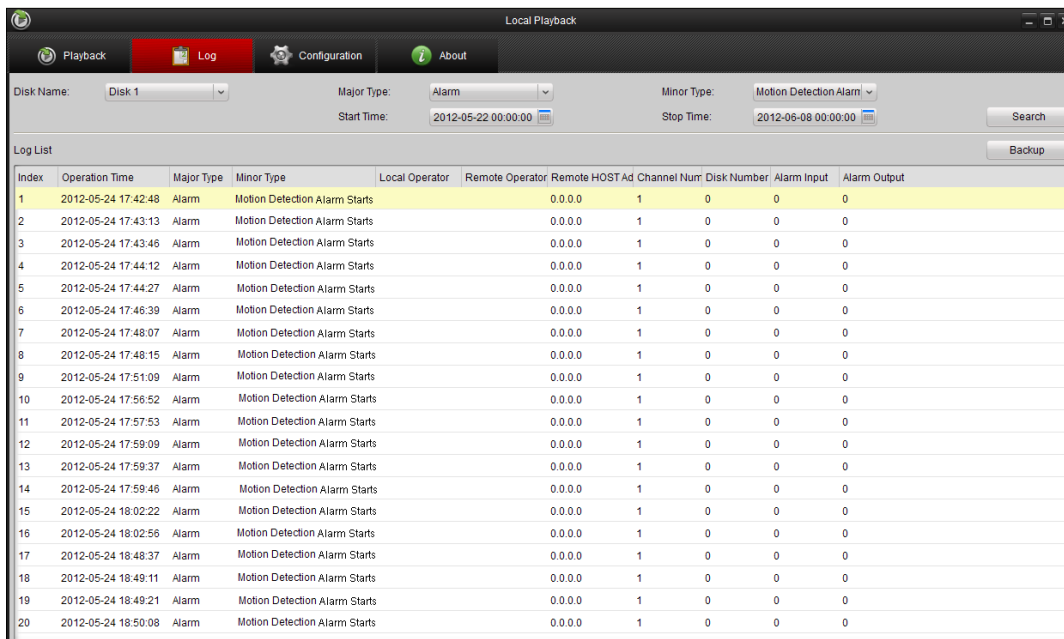 Local Playback
Playback Log Configuration About
Disk Name: Disk 1 Major Type: Alarm Minor Type: Motion Detection Alarm
Start Time: 2012-05-22 00:00:00 Stop Time: 2012-06-08 00:00:00 Search
Log List Backup
Index Operation Time Major Type Minor Type Local Operator Remote Operator Remote HOST Ad Channel Num Disk Number Alarm Input Alarm Output
1 2012-05-24 17:42:48 Alarm Motion Detection Alarm Starts 0.0.0.0 1 0 0 0
2 2012-05-24 17:43:13 Alarm Motion Detection Alarm Starts 0.0.0.0 1 0 0 0
3 2012-05-24 17:43:46 Alarm Motion Detection Alarm Starts 0.0.0.0 1 0 0 0
4 2012-05-24 17:44:12 Alarm Motion Detection Alarm Starts 0.0.0.0 1 0 0 0
5 2012-05-24 17:44:27 Alarm Motion Detection Alarm Starts 0.0.0.0 1 0 0 0
6 2012-05-24 17:46:39 Alarm Motion Detection Alarm Starts 0.0.0.0 1 0 0 0
7 2012-05-24 17:48:07 Alarm Motion Detection Alarm Starts 0.0.0.0 1 0 0 0
8 2012-05-24 17:48:15 Alarm Motion Detection Alarm Starts 0.0.0.0 1 0 0 0
9 2012-05-24 17:51:09 Alarm Motion Detection Alarm Starts 0.0.0.0 1 0 0 0
10 2012-05-24 17:56:52 Alarm Motion Detection Alarm Starts 0.0.0.0 1 0 0 0
11 2012-05-24 17:57:53 Alarm Motion Detection Alarm Starts 0.0.0.0 1 0 0 0
12 2012-05-24 17:59:09 Alarm Motion Detection Alarm Starts 0.0.0.0 1 0 0 0
13 2012-05-24 17:59:37 Alarm Motion Detection Alarm Starts 0.0.0.0 1 0 0 0
14 2012-05-24 17:59:46 Alarm Motion Detection Alarm Starts 0.0.0.0 1 0 0 0
15 2012-05-24 18:02:22 Alarm Motion Detection Alarm Starts 0.0.0.0 1 0 0 0
16 2012-05-24 18:02:56 Alarm Motion Detection Alarm Starts 0.0.0.0 1 0 0 0
17 2012-05-24 18:48:37 Alarm Motion Detection Alarm Starts 0.0.0.0 1 0 0 0
18 2012-05-24 18:49:11 Alarm Motion Detection Alarm Starts 0.0.0.0 1 0 0 0
19 2012-05-24 18:49:21 Alarm Motion Detection Alarm Starts 0.0.0.0 1 0 0 0
20 2012-05-24 18:50:08 Alarm Motion Detection Alarm Starts 0.0.0.0 1 0 0 0